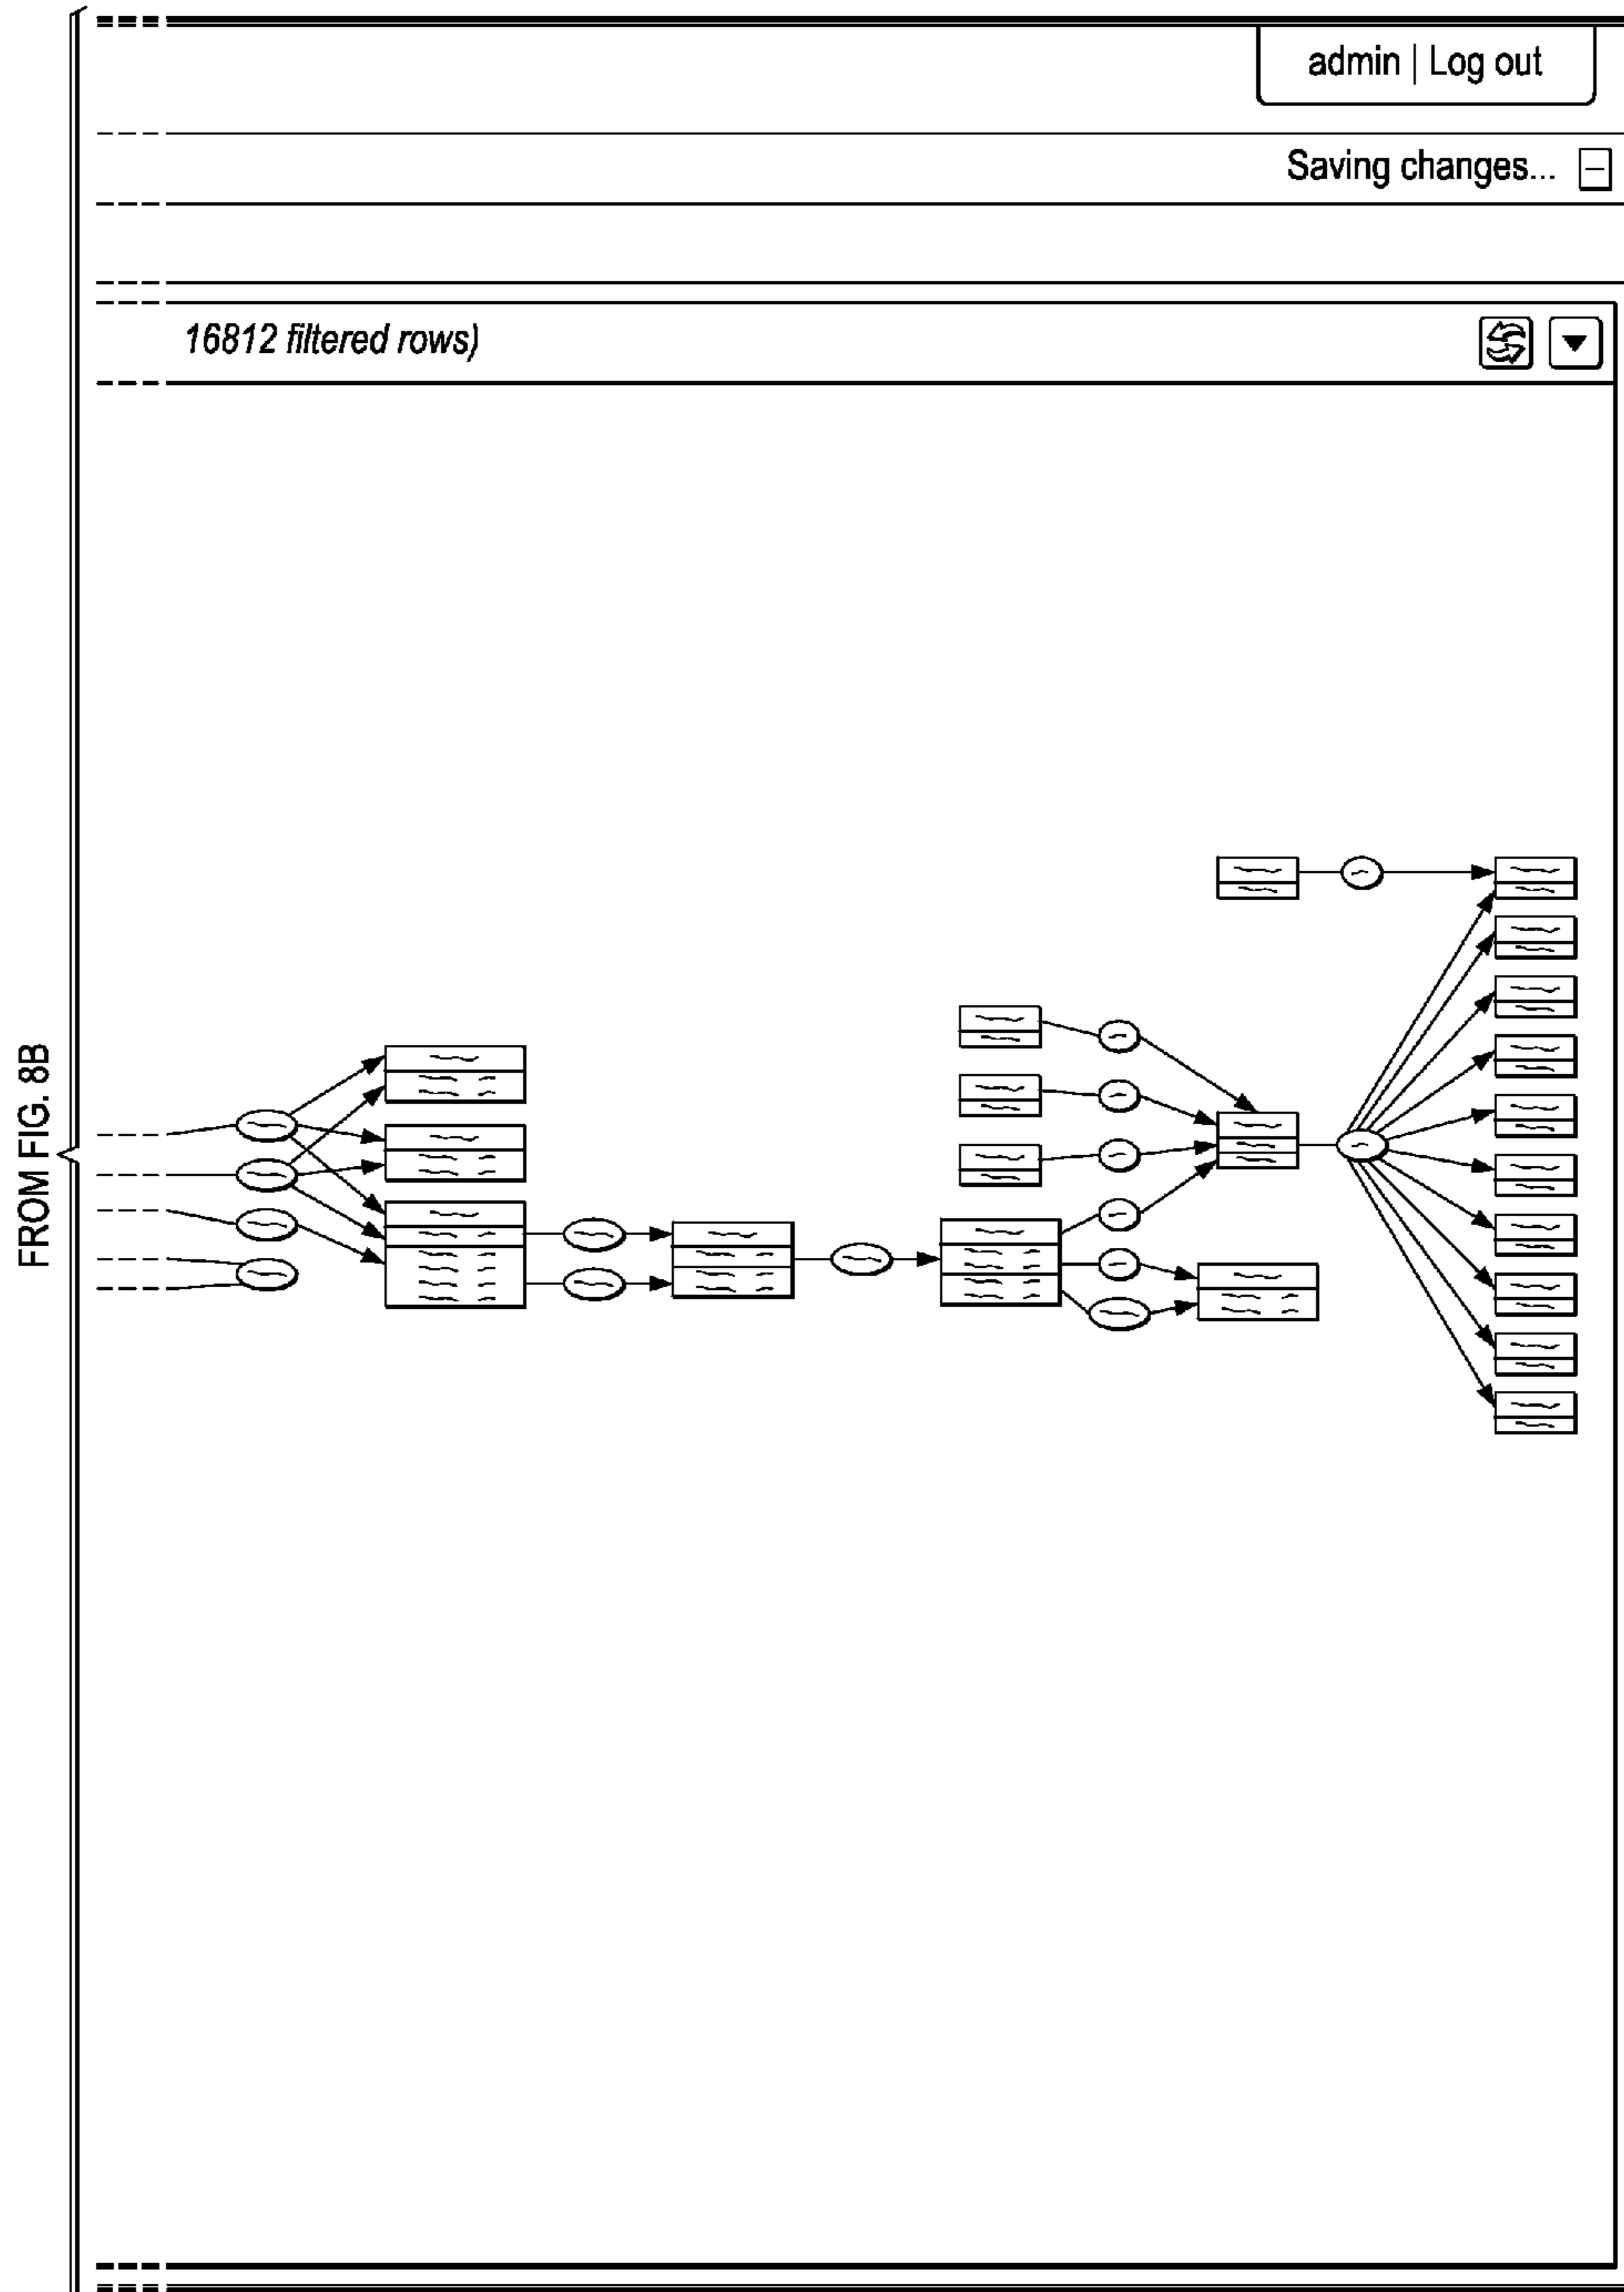 admin | Log out
Saving changes...
16812 filtered rows)
FROM FIG. 8B